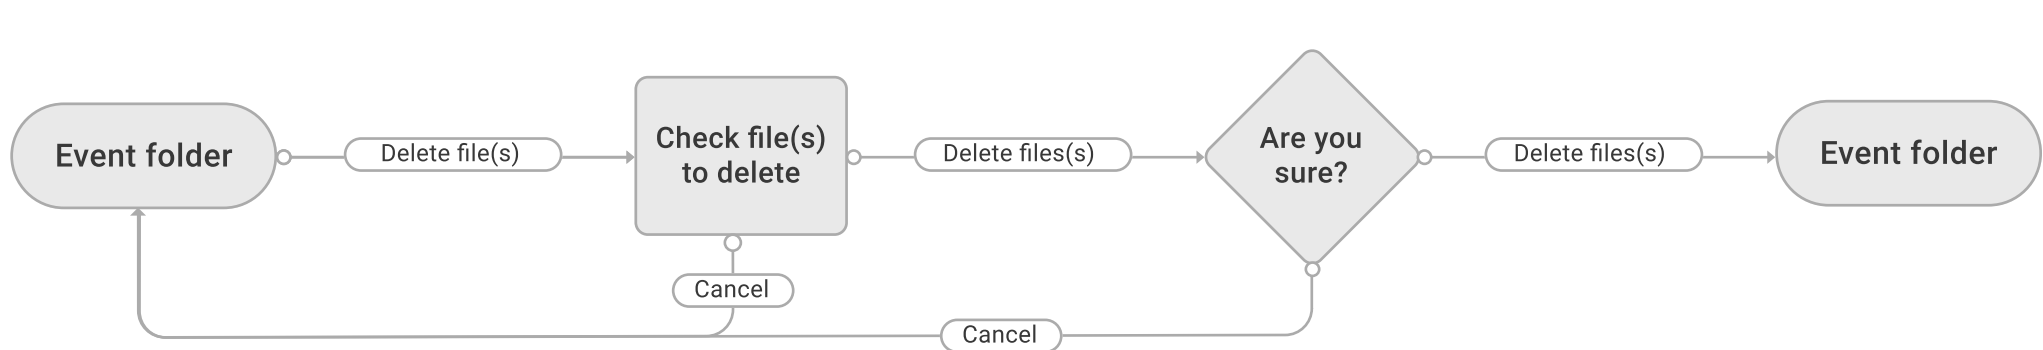 Event folder
Delete file(s)
Check file(s)
to delete
Delete files(s)
Are you
sure?
Delete files(s)
Event folder
Cancel
Cancel